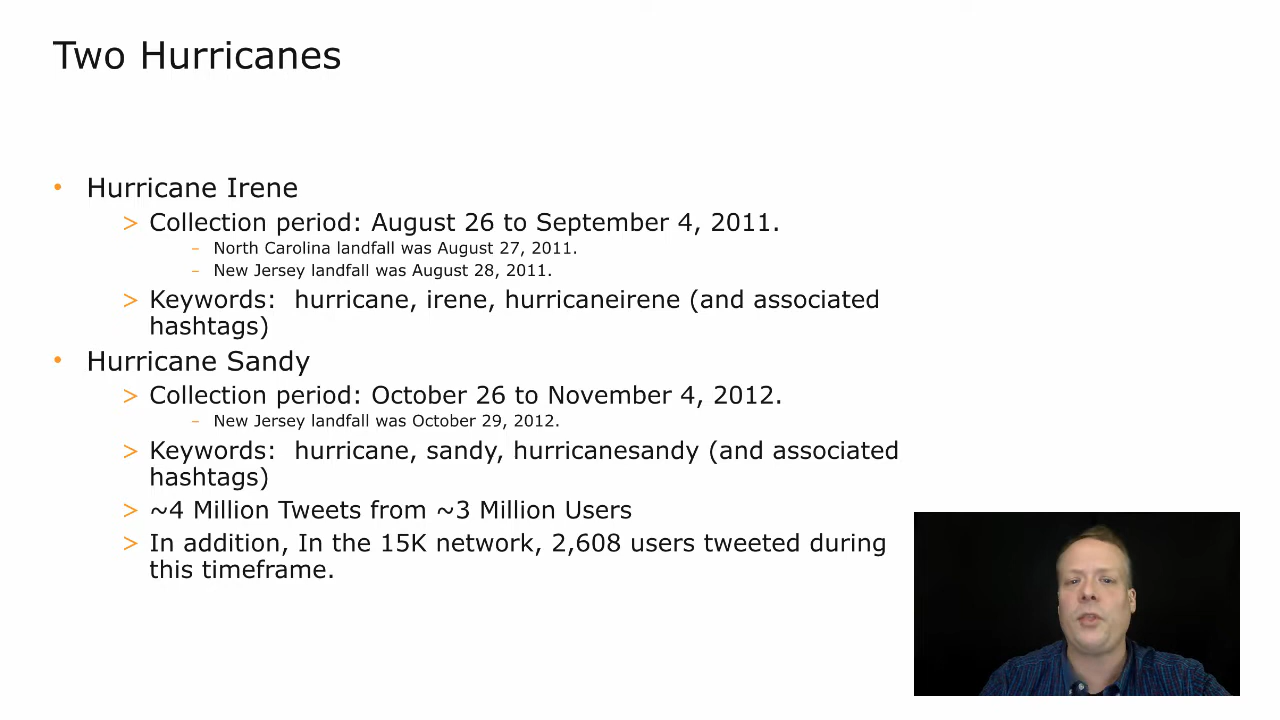 Two Hurricanes
• Hurricane Irene
> Collection period: August 26 to September 4, 2011.
– North Carolina landfall was August 27, 2011.
– New Jersey landfall was August 28, 2011.
> Keywords:  hurricane, irene, hurricaneirene (and associated
hashtags)
• Hurricane Sandy
> Collection period: October 26 to November 4, 2012.
– New Jersey landfall was October 29, 2012.
> Keywords:  hurricane, sandy, hurricanesandy (and associated
hashtags)
> ~4 Million Tweets from ~3 Million Users
> In addition, In the 15K network, 2,608 users tweeted during
this timeframe.